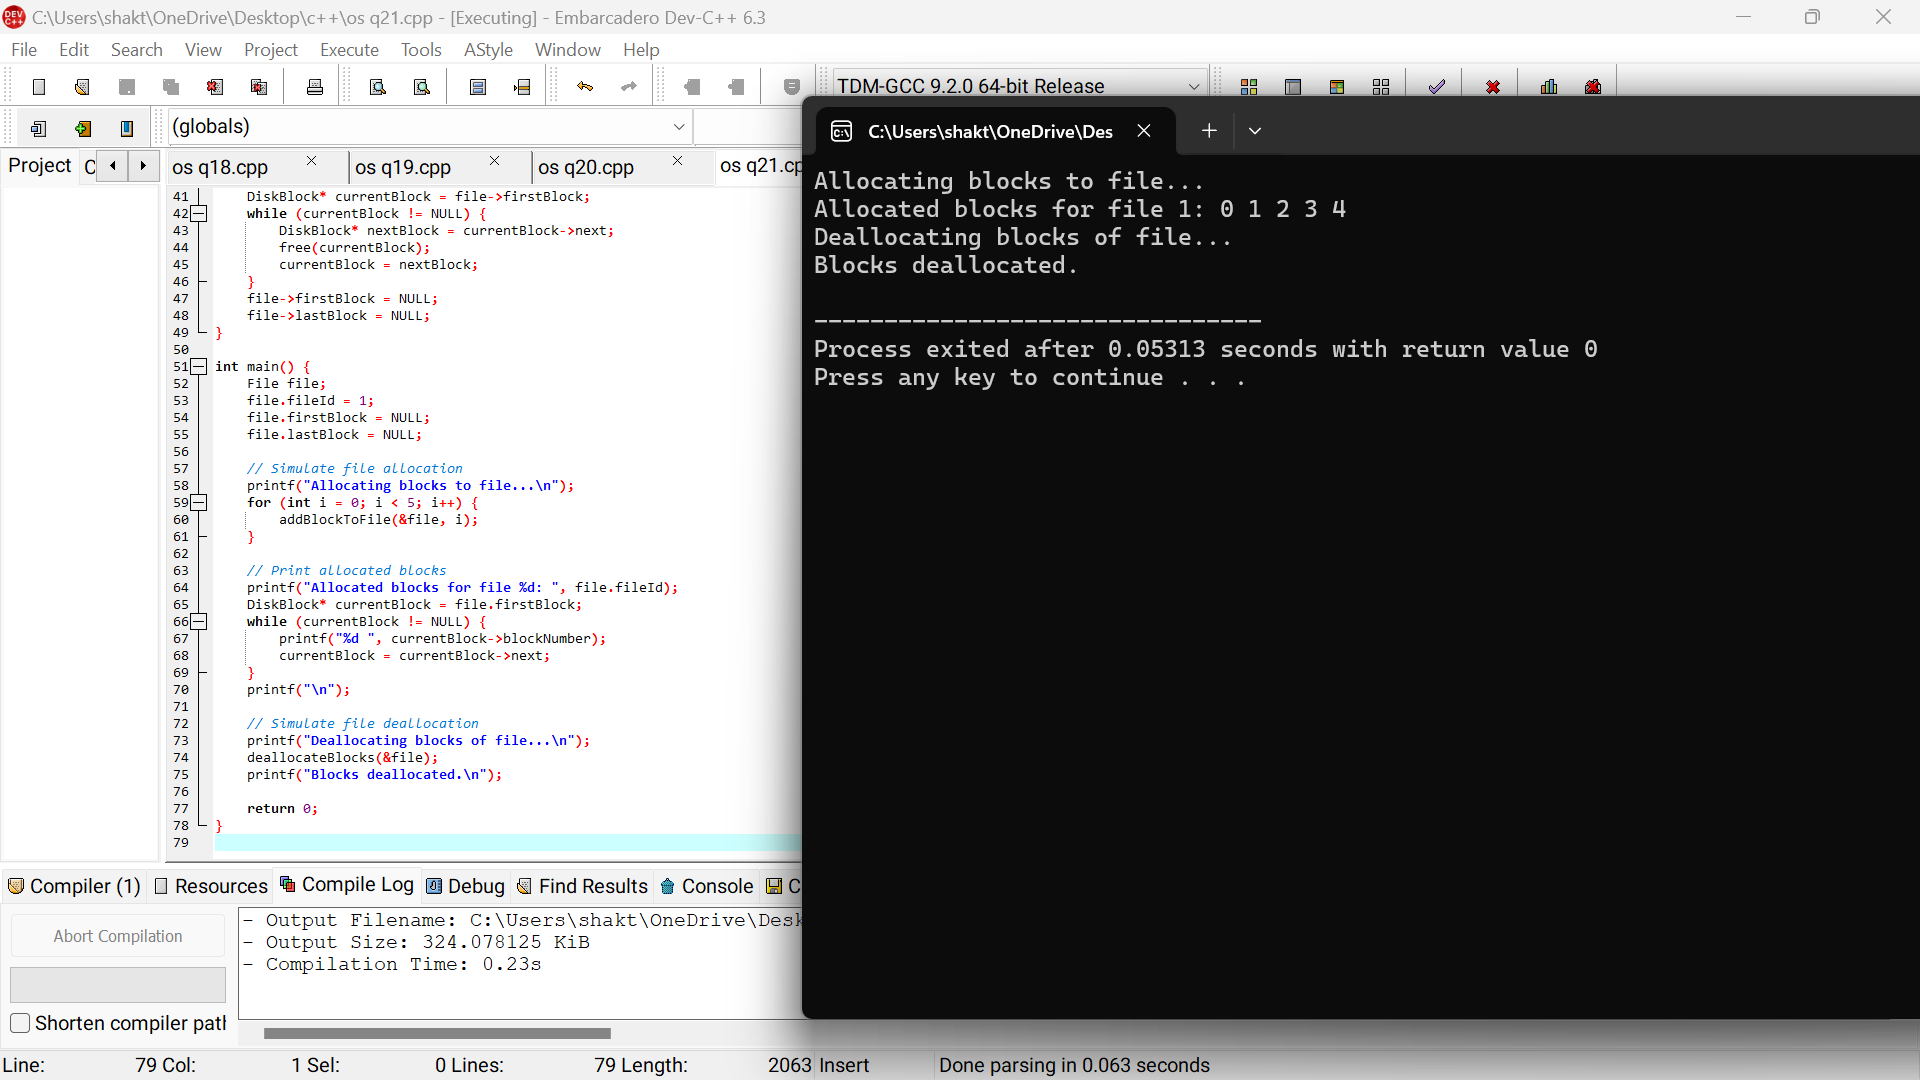 C:\Users\shakt\OneDrive\Desktop\c++\os q21.cpp - [Executing] - Embarcadero Dev-C++ 6.3
File Edit Search View Project Execute Tools AStyle Window Help
TDM-GCC 9.2.0 64-bit Release
(globals)
Project C
os q18.cpp os q19.cpp os q20.cpp os q21.cp
41 DiskBlock* currentBlock = file->firstBlock;
42 while (currentBlock != NULL) {
43 DiskBlock* nextBlock = currentBlock->next;
44 free(currentBlock);
45 currentBlock = nextBlock;
46 }
47 file->firstBlock = NULL;
48 file->lastBlock = NULL;
49 }
50
51 int main() {
52 File file;
53 file.fileId = 1;
54 file.firstBlock = NULL;
55 file.lastBlock = NULL;
56
57 // Simulate file allocation
58 printf("Allocating blocks to file...\n");
59 for (int i = 0; i < 5; i++) {
60 addBlockToFile(&file, i);
61 }
62
63 // Print allocated blocks
64 printf("Allocated blocks for file %d: ", file.fileId);
65 DiskBlock* currentBlock = file.firstBlock;
66 while (currentBlock != NULL) {
67 printf("%d ", currentBlock->blockNumber);
68 currentBlock = currentBlock->next;
69 }
70 printf("\n");
71
72 // Simulate file deallocation
73 printf("Deallocating blocks of file...\n");
74 deallocateBlocks(&file);
75 printf("Blocks deallocated.\n");
76
77 return 0;
78 }
79
C:\Users\shakt\OneDrive\Des
Allocating blocks to file...
Allocated blocks for file 1: 0 1 2 3 4
Deallocating blocks of file...
Blocks deallocated.
--------------------------------
Process exited after 0.05313 seconds with return value 0
Press any key to continue . . .
Compiler (1) Resources Compile Log Debug Find Results Console C
Abort Compilation
Shorten compiler path
- Output Filename: C:\Users\shakt\OneDrive\Desk
- Output Size: 324.078125 KiB
- Compilation Time: 0.23s
Line: 79 Col: 1 Sel: 0 Lines: 79 Length: 2063 Insert Done parsing in 0.063 seconds